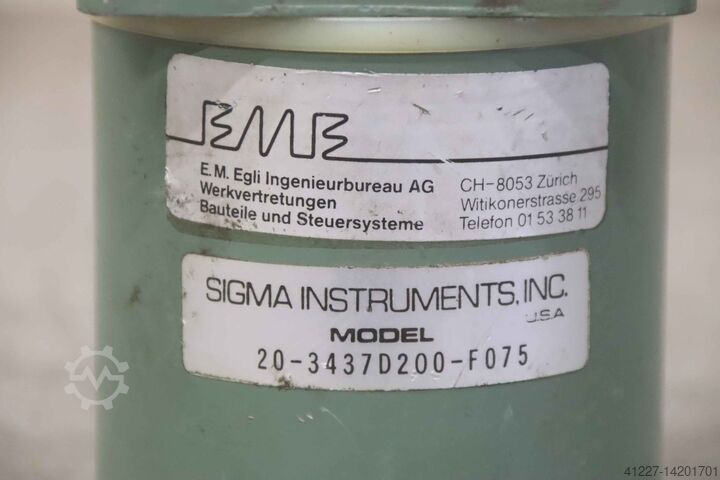 EME
E.M. Egli Ingenieurbureau AG
Werkvertretungen
Bauteile und Steuersysteme
CH-8053 Zürich
Witikonerstrasse 295
Telefon 01 53 38 11
SIGMA INSTRUMENTS, INC.
U.S.A
MODEL
20-3437D200-F075
41227-14201701